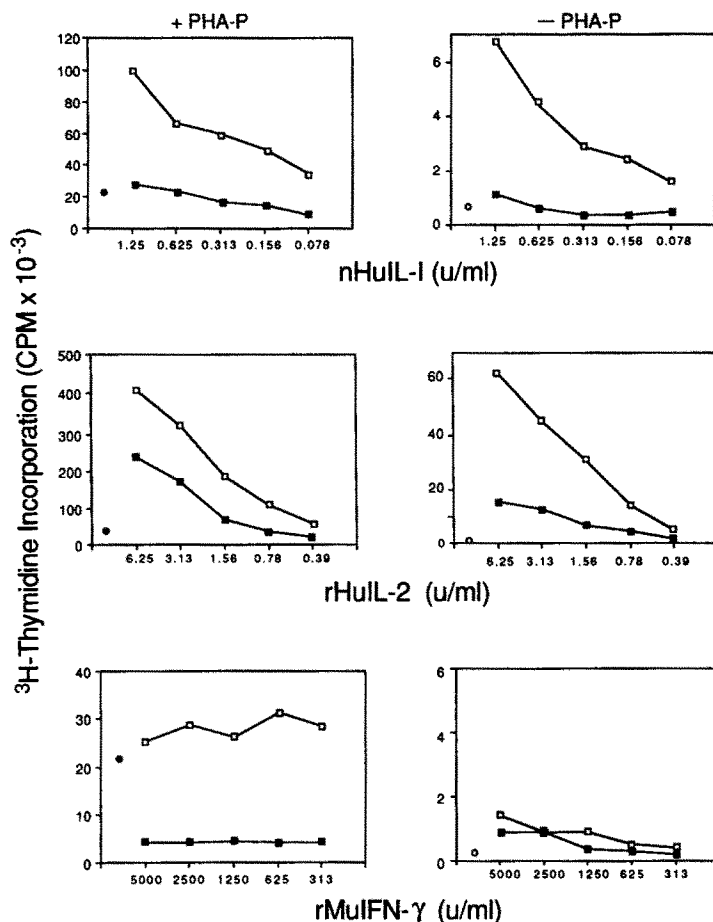 + PHA-P
— PHA-P
³H-Thymidine Incorporation (CPM x 10⁻³)
120
100
80
60
40
20
0
1.25 0.625 0.313 0.156 0.078
6
4
2
0
1.25 0.625 0.313 0.156 0.078
nHuIL-I (u/ml)
500
400
300
200
100
0
6.25 3.13 1.56 0.78 0.39
60
40
20
0
6.25 3.13 1.56 0.78 0.39
rHuIL-2 (u/ml)
40
30
20
10
0
5000 2500 1250 625 313
6
4
2
0
5000 2500 1250 625 313
rMuIFN-γ (u/ml)